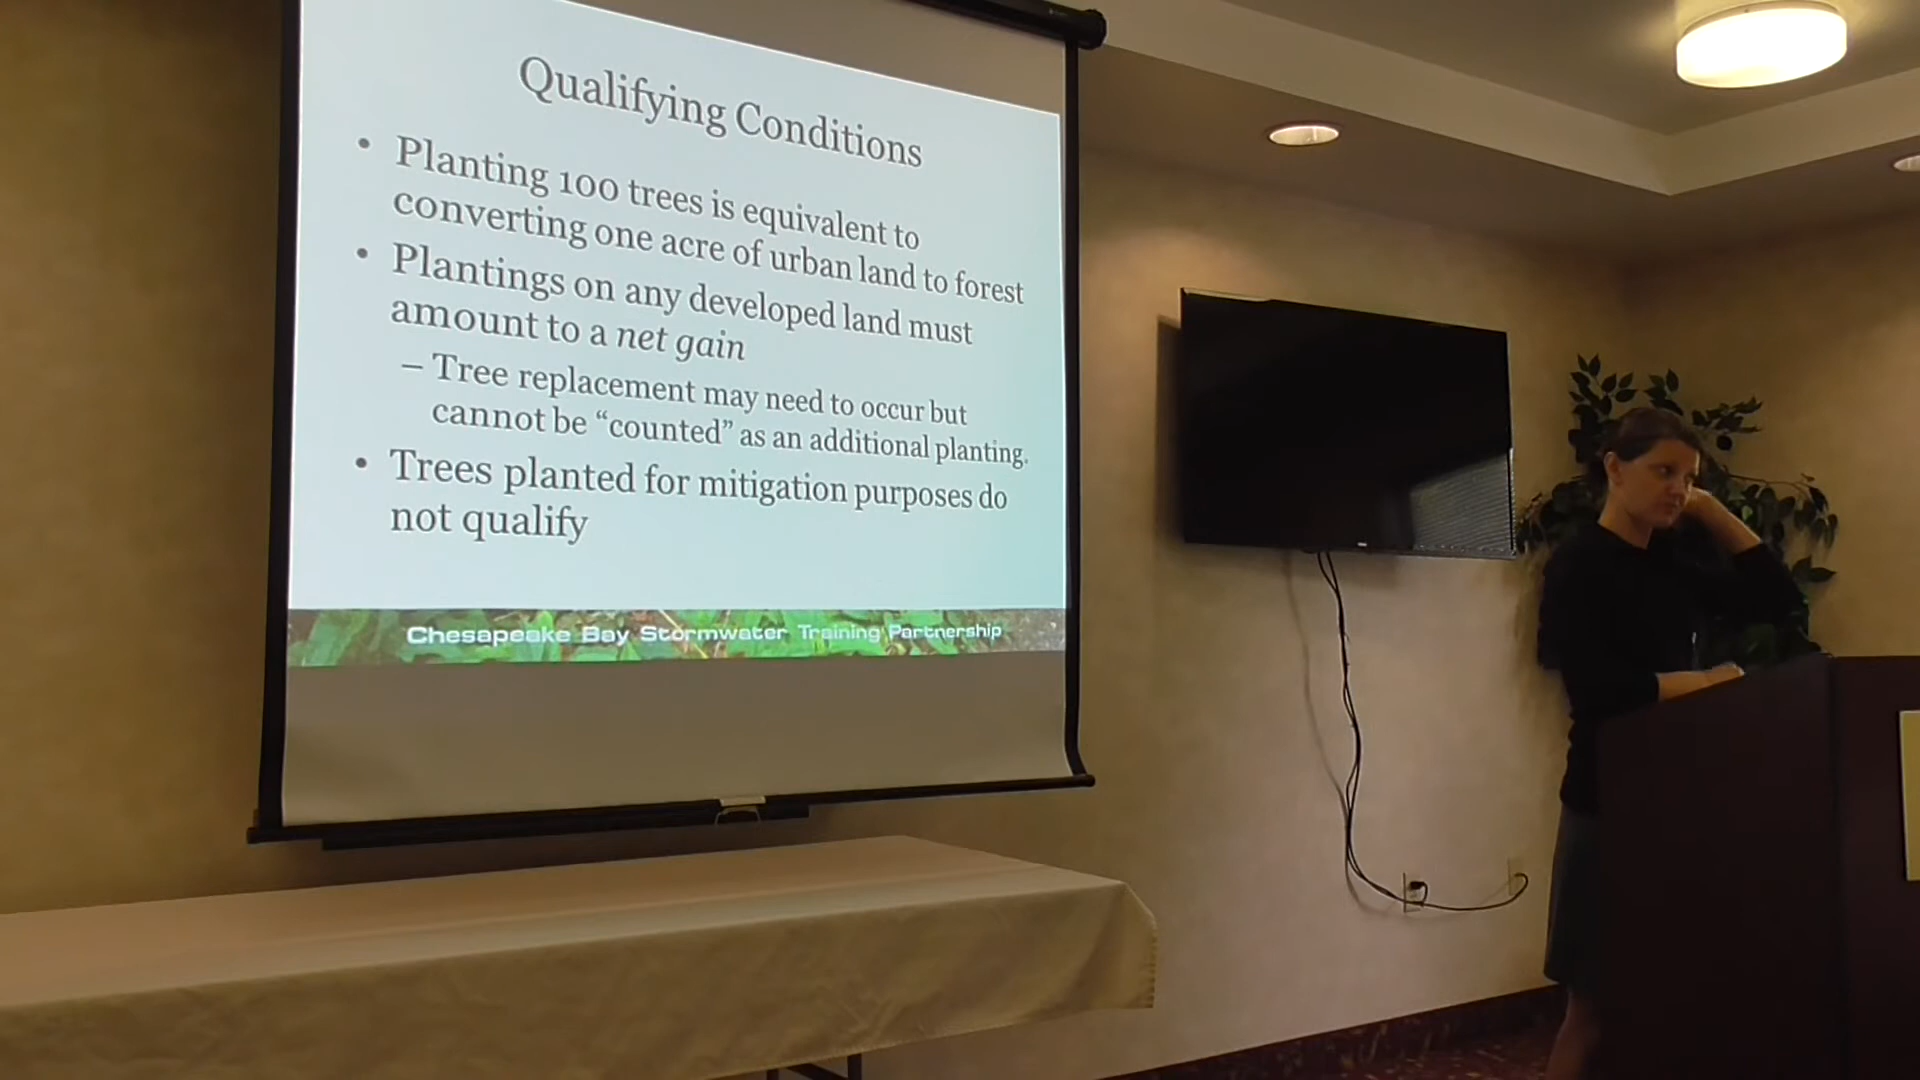 Qualifying Conditions
• Planting 100 trees is equivalent to
converting one acre of urban land to forest
• Plantings on any developed land must
amount to a net gain
– Tree replacement may need to occur but
cannot be “counted” as an additional planting.
• Trees planted for mitigation purposes do
not qualify
Chesapeake Bay Stormwater Training Partnership